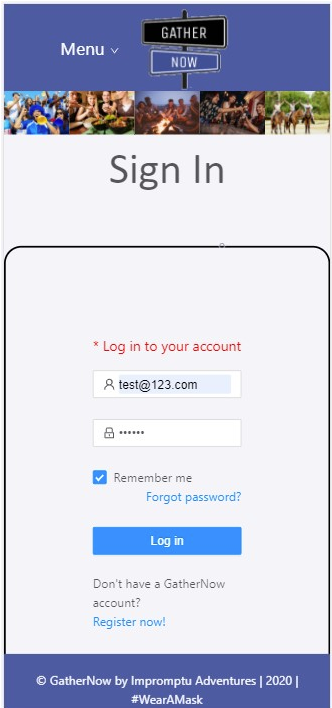 Menu
GATHER
NOW
Sign In
* Log in to your account
test@123.com
••••••
Remember me
Forgot password?
Log in
Don't have a GatherNow
account?
Register now!
© GatherNow by Impromptu Adventures | 2020 |
#WearAMask